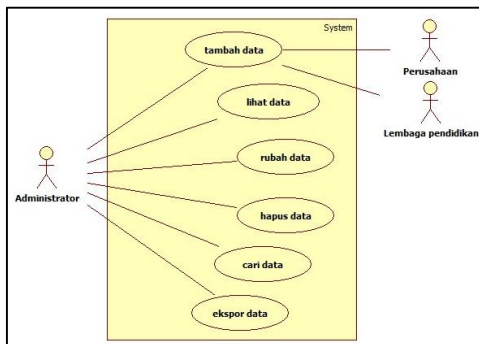 System
tambah data
Perusahaan
lihat data
Lembaga pendidikan
rubah data
Administrator
hapus data
cari data
ekspor data